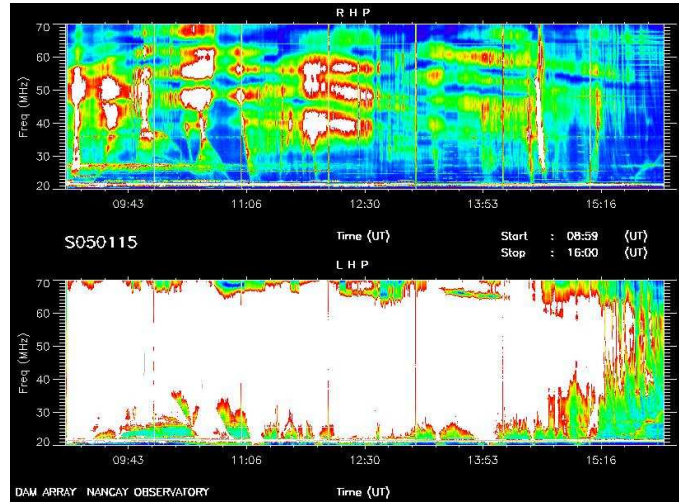 RHP
70
60
50
40
30
20
Freq (MHz)
09:43 11:06 12:30 13:53 15:16
S050115 Time (UT) Start : 08:59 (UT)
Stop : 16:00 (UT)
LHP
70
60
50
40
30
20
Freq (MHz)
09:43 11:06 12:30 13:53 15:16
DAM ARRAY NANCAY OBSERVATORY Time (UT)